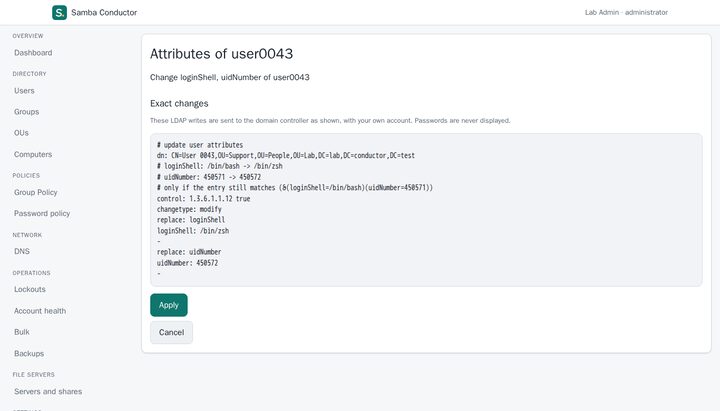 S. Samba Conductor
Lab Admin · administrator
OVERVIEW
Dashboard
DIRECTORY
Users
Groups
OUs
Computers
POLICIES
Group Policy
Password policy
NETWORK
DNS
OPERATIONS
Lockouts
Account health
Bulk
Backups
FILE SERVERS
Servers and shares
Attributes of user0043
Change loginShell, uidNumber of user0043
Exact changes
These LDAP writes are sent to the domain controller as shown, with your own account. Passwords are never displayed.
# update user attributes
dn: CN=User 0043,OU=Support,OU=People,OU=Lab,DC=lab,DC=conductor,DC=test
# loginShell: /bin/bash -> /bin/zsh
# uidNumber: 450571 -> 450572
# only if the entry still matches (&(loginShell=/bin/bash)(uidNumber=450571))
control: 1.3.6.1.1.12 true
changetype: modify
replace: loginShell
loginShell: /bin/zsh
-
replace: uidNumber
uidNumber: 450572
-
Apply
Cancel